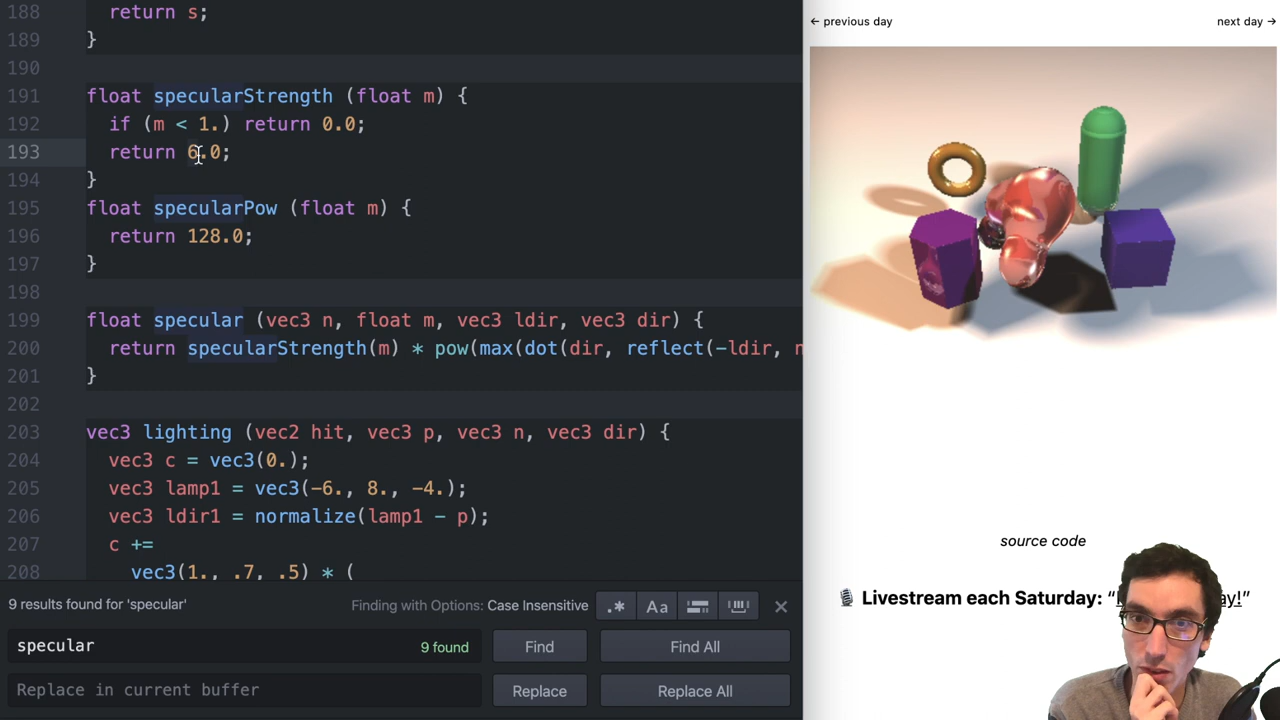 188 return s;
189 }
190
191 float specularStrength (float m) {
192 if (m < 1.) return 0.0;
193 return 6.0;
194 }
195 float specularPow (float m) {
196 return 128.0;
197 }
198
199 float specular (vec3 n, float m, vec3 ldir, vec3 dir) {
200 return specularStrength(m) * pow(max(dot(dir, reflect(-ldir, n
201 }
202
203 vec3 lighting (vec2 hit, vec3 p, vec3 n, vec3 dir) {
204 vec3 c = vec3(0.);
205 vec3 lamp1 = vec3(-6., 8., -4.);
206 vec3 ldir1 = normalize(lamp1 - p);
207 c +=
208 vec3(1., .7, .5) * (
9 results found for 'specular'
Finding with Options: Case Insensitive
.* Aa
specular 9 found
Find
Find All
Replace in current buffer
Replace
Replace All
← previous day
next day →
source code
🎙️ Livestream each Saturday: “ ay!”